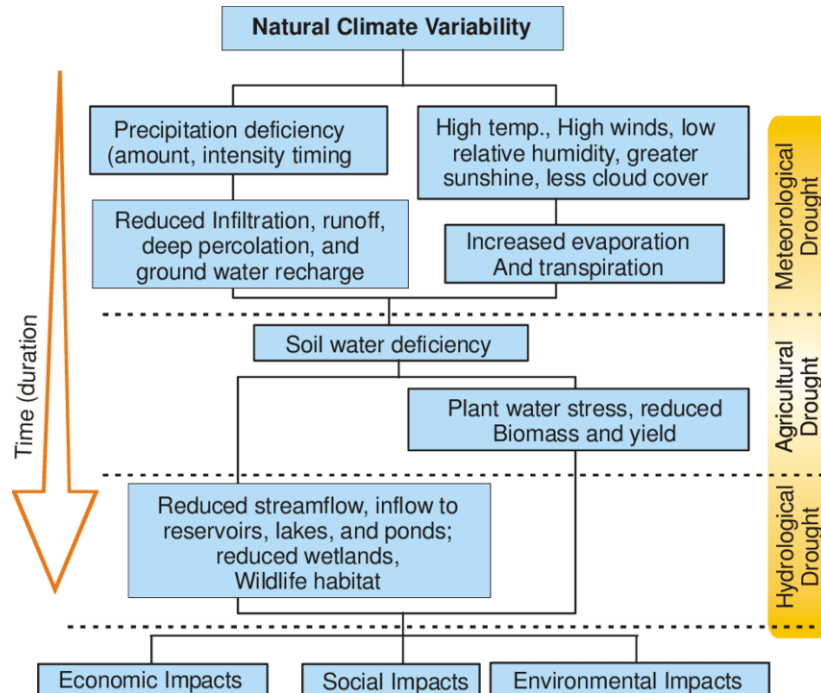 Natural Climate Variability
Precipitation deficiency
(amount, intensity timing
High temp., High winds, low
relative humidity, greater
sunshine, less cloud cover
Reduced Infiltration, runoff,
deep percolation, and
ground water recharge
Increased evaporation
And transpiration
Meteorological
Drought
Soil water deficiency
Plant water stress, reduced
Biomass and yield
Agricultural
Drought
Time (duration
Reduced streamflow, inflow to
reservoirs, lakes, and ponds;
reduced wetlands,
Wildlife habitat
Hydrological
Drought
Economic Impacts
Social Impacts
Environmental Impacts